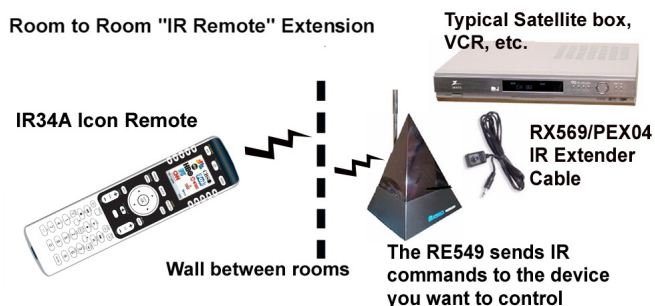 Room to Room "IR Remote" Extension
Typical Satellite box,
VCR, etc.
IR34A Icon Remote
RX569/PEX04
IR Extender
Cable
Wall between rooms
The RE549 sends IR
commands to the device
you want to control